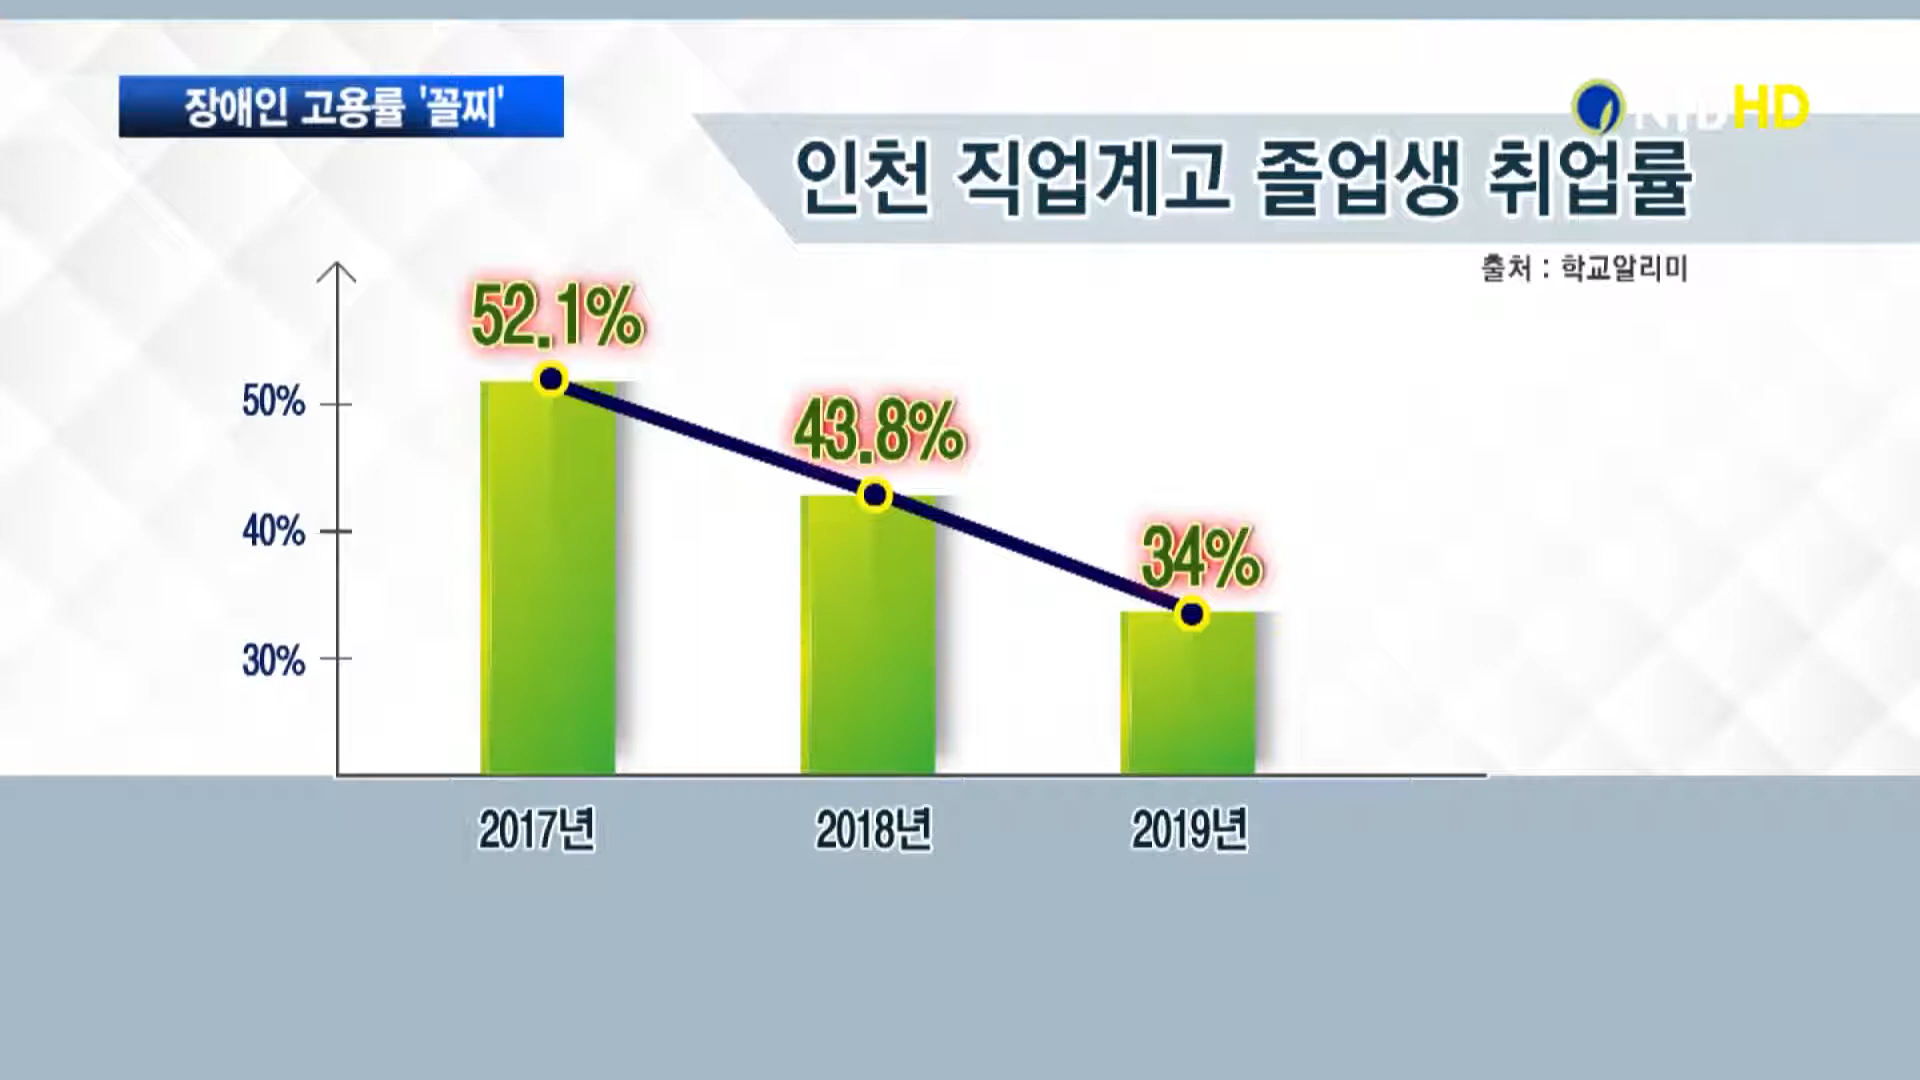 장애인 고용률 '꼴찌'
HD
인천 직업계고 졸업생 취업률
출처 : 학교알리미
52.1%
43.8%
34%
50%
40%
30%
2017년
2018년
2019년